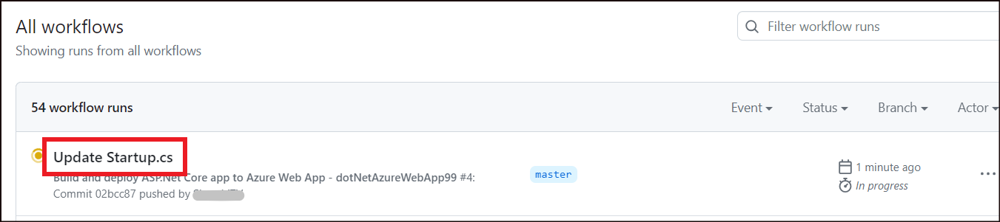 All workflows
Filter workflow runs
Showing runs from all workflows
54 workflow runs
Event
Status
Branch
Actor
Update Startup.cs
Build and deploy ASP.Net Core app to Azure Web App - dotNetAzureWebApp99 #4:
master
1 minute ago
Commit 02bcc87 pushed by
In progress